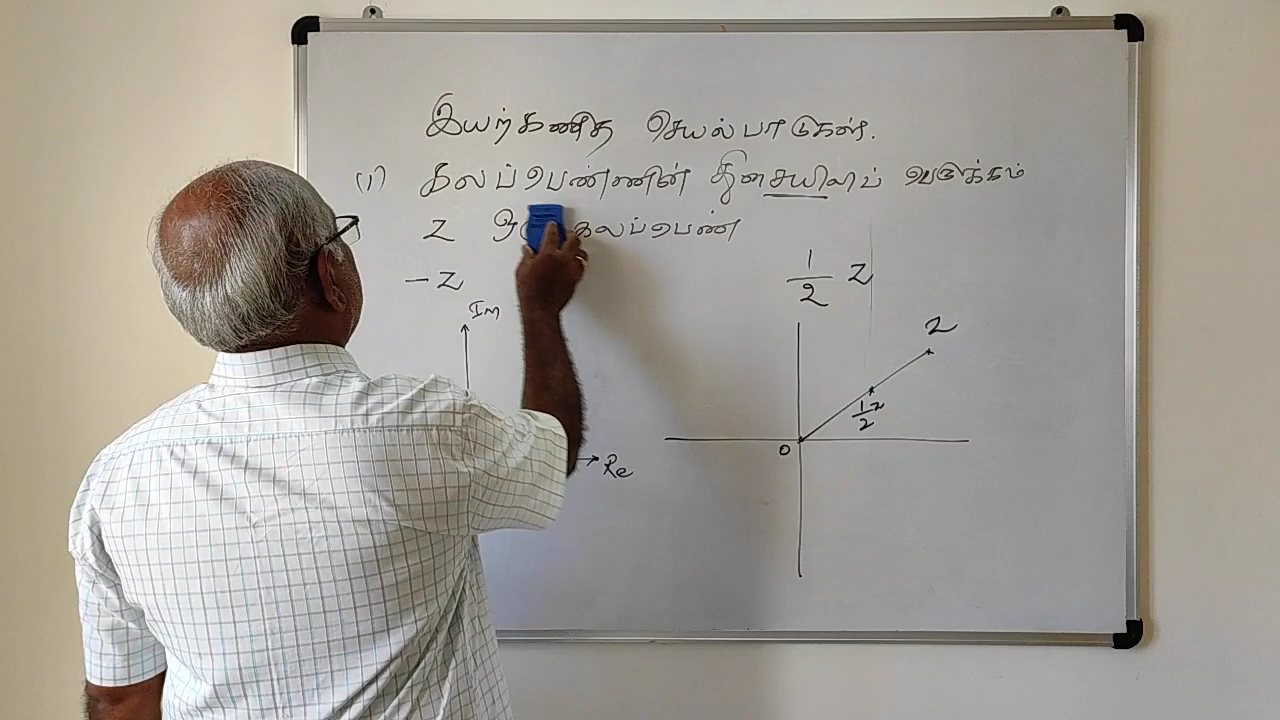 இயற்கணித செயல்பாடுகள்.
(1) கலப்பெண்ணின் திசையிலிப் பெருக்கம்
Z கலப்பெண்
-Z
1/2 Z
Im
Z
1/2 z
0
Re